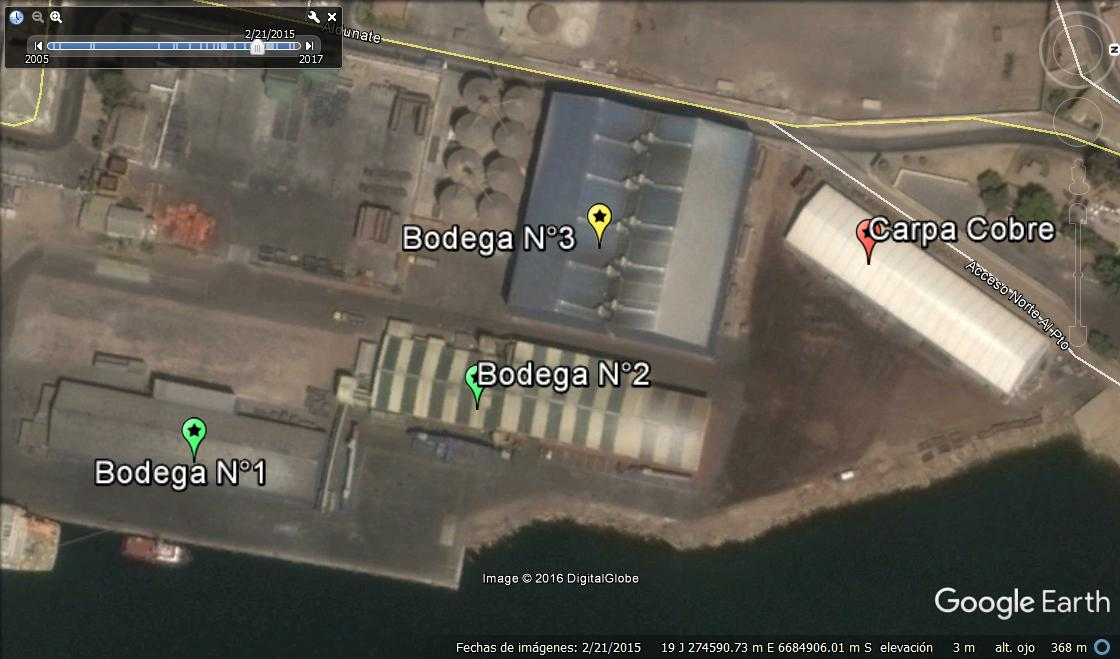 2/21/2015
2005
2017
Aldunate
N
Bodega N°3
Carpa Cobre
Acceso Norte Al Pto
Bodega N°2
Bodega N°1
Image © 2016 DigitalGlobe
Google Earth
Fechas de imágenes: 2/21/2015 19 J 274590.73 m E 6684906.01 m S elevación 3 m alt. ojo 368 m